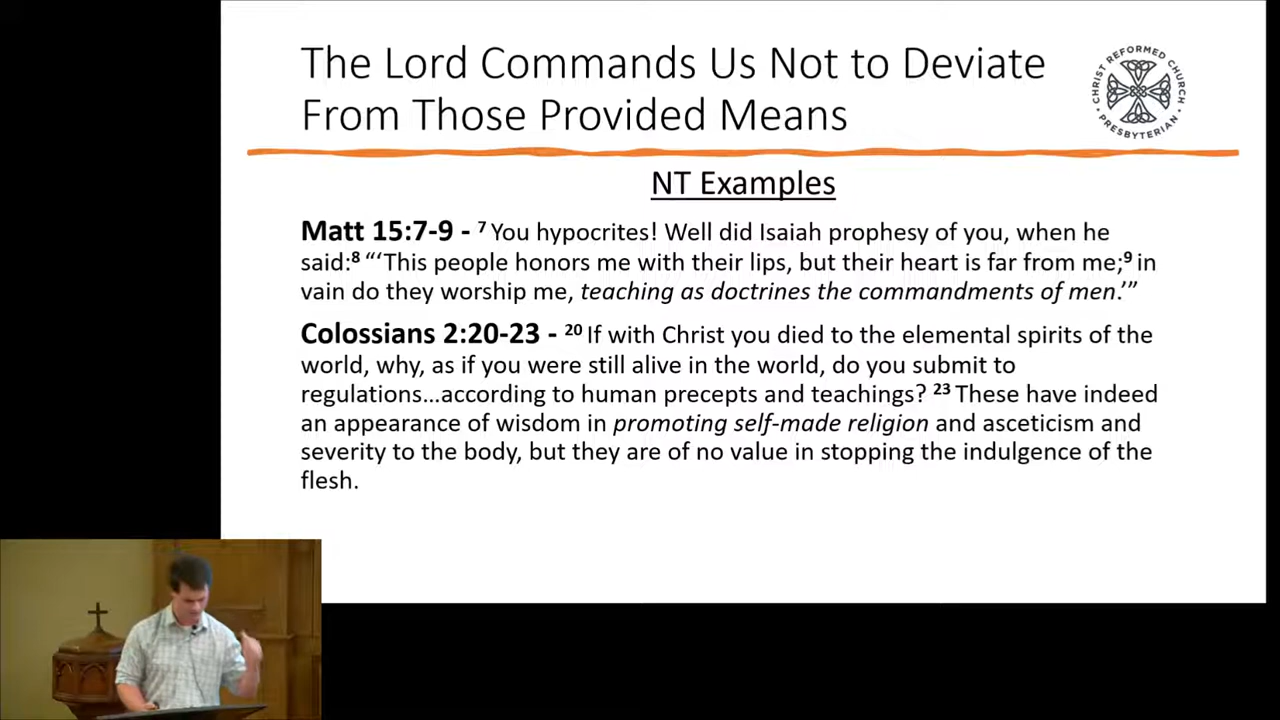 The Lord Commands Us Not to Deviate
From Those Provided Means
CHRIST REFORMED CHURCH
• PRESBYTERIAN •
NT Examples
Matt 15:7-9 - ⁷ You hypocrites! Well did Isaiah prophesy of you, when he
said:⁸ “‘This people honors me with their lips, but their heart is far from me;⁹ in
vain do they worship me, teaching as doctrines the commandments of men.’”
Colossians 2:20-23 - ²⁰ If with Christ you died to the elemental spirits of the
world, why, as if you were still alive in the world, do you submit to
regulations…according to human precepts and teachings? ²³ These have indeed
an appearance of wisdom in promoting self-made religion and asceticism and
severity to the body, but they are of no value in stopping the indulgence of the
flesh.